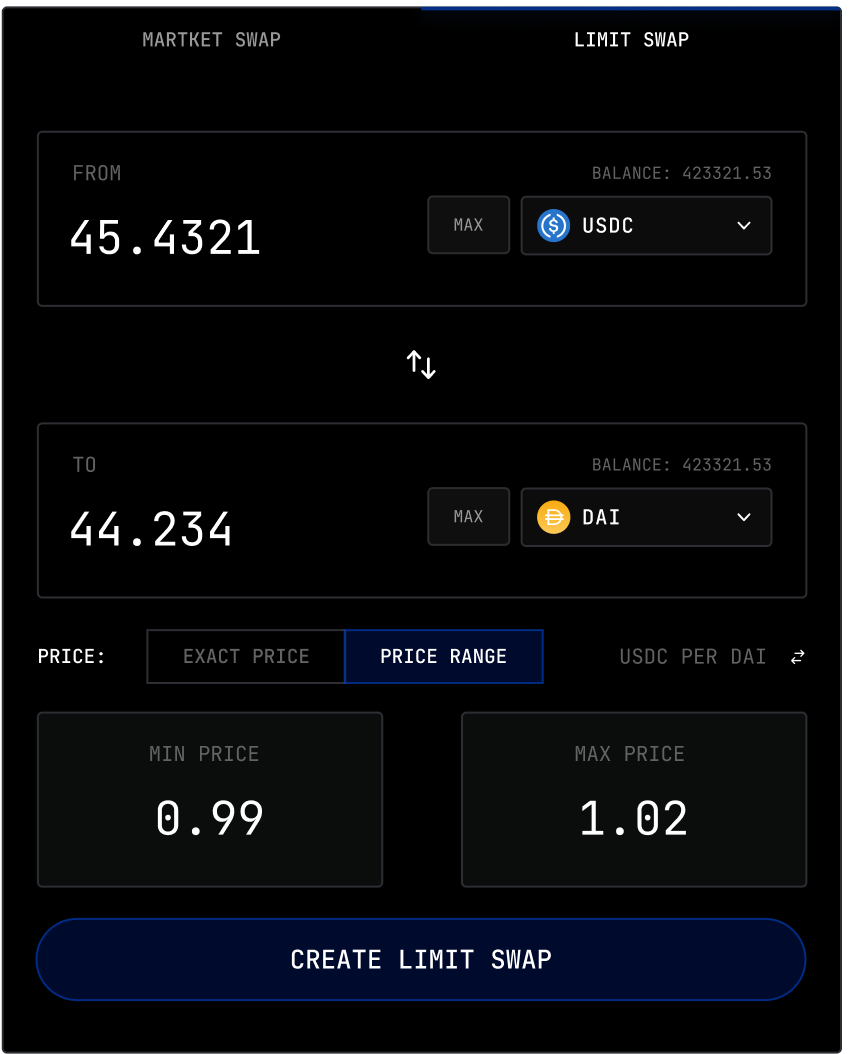 MARTKET SWAP
LIMIT SWAP
FROM
BALANCE: 423321.53
45.4321
MAX
USDC
TO
BALANCE: 423321.53
44.234
MAX
DAI
PRICE:
EXACT PRICE
PRICE RANGE
USDC PER DAI
MIN PRICE
MAX PRICE
0.99
1.02
CREATE LIMIT SWAP